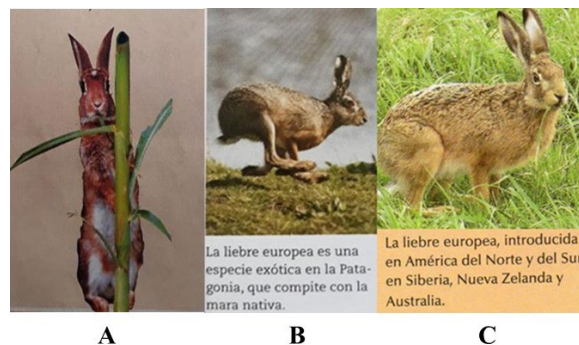 La liebre europea es una
especie exótica en la Pata-
gonia, que compite con la
mara nativa.
La liebre europea, introducida
en América del Norte y del Sur
en Siberia, Nueva Zelanda y
Australia.
A
B
C